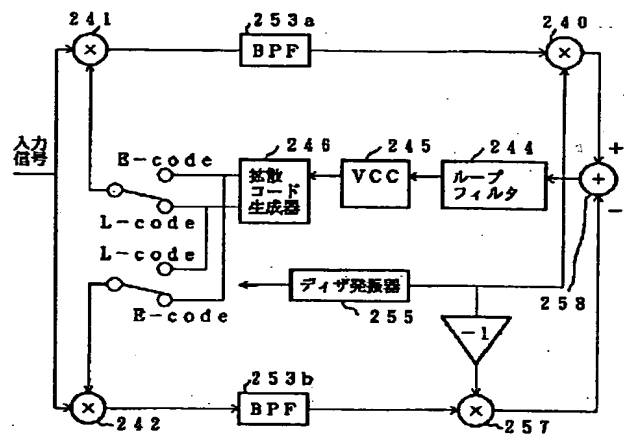 241
253a
240
×
BPF
×
入力
信号
246
245
244
+
E-code
拡散
コード
生成器
VCC
ループ
フィルタ
+
L-code
-
L-code
ディザ発振器
258
255
E-code
-1
253b
×
BPF
×
242
257